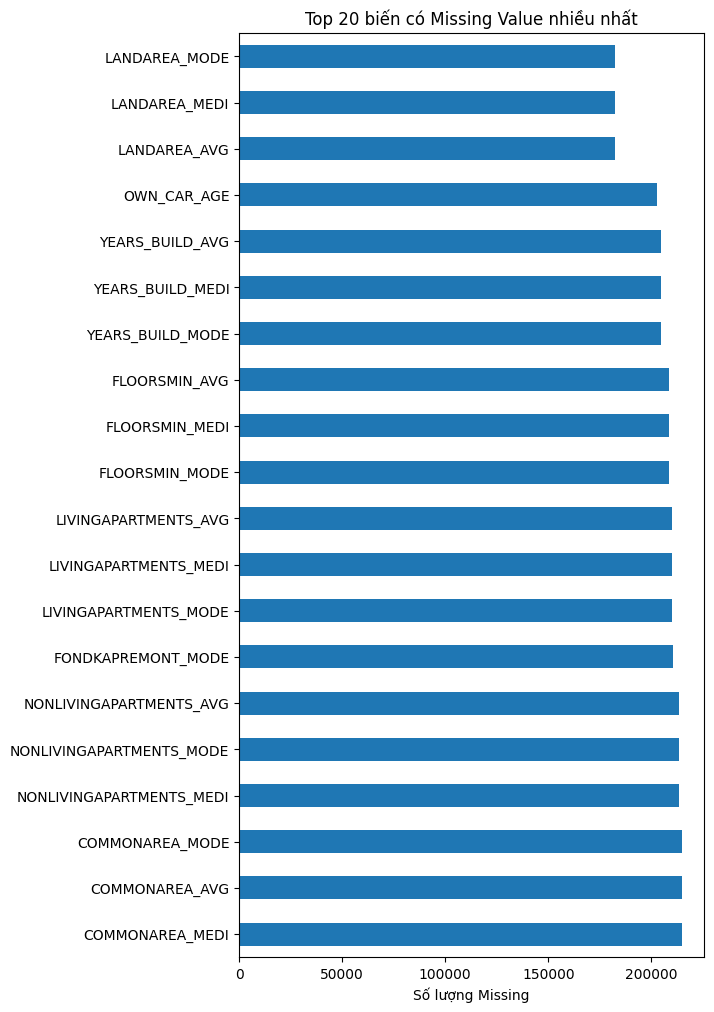 Top 20 biến có Missing Value nhiều nhất
LANDAREA_MODE
LANDAREA_MEDI
LANDAREA_AVG
OWN_CAR_AGE
YEARS_BUILD_AVG
YEARS_BUILD_MEDI
YEARS_BUILD_MODE
FLOORSMIN_AVG
FLOORSMIN_MEDI
FLOORSMIN_MODE
LIVINGAPARTMENTS_AVG
LIVINGAPARTMENTS_MEDI
LIVINGAPARTMENTS_MODE
FONDKAPREMONT_MODE
NONLIVINGAPARTMENTS_AVG
NONLIVINGAPARTMENTS_MODE
NONLIVINGAPARTMENTS_MEDI
COMMONAREA_MODE
COMMONAREA_AVG
COMMONAREA_MEDI
0 50000 100000 150000 200000
Số lượng Missing